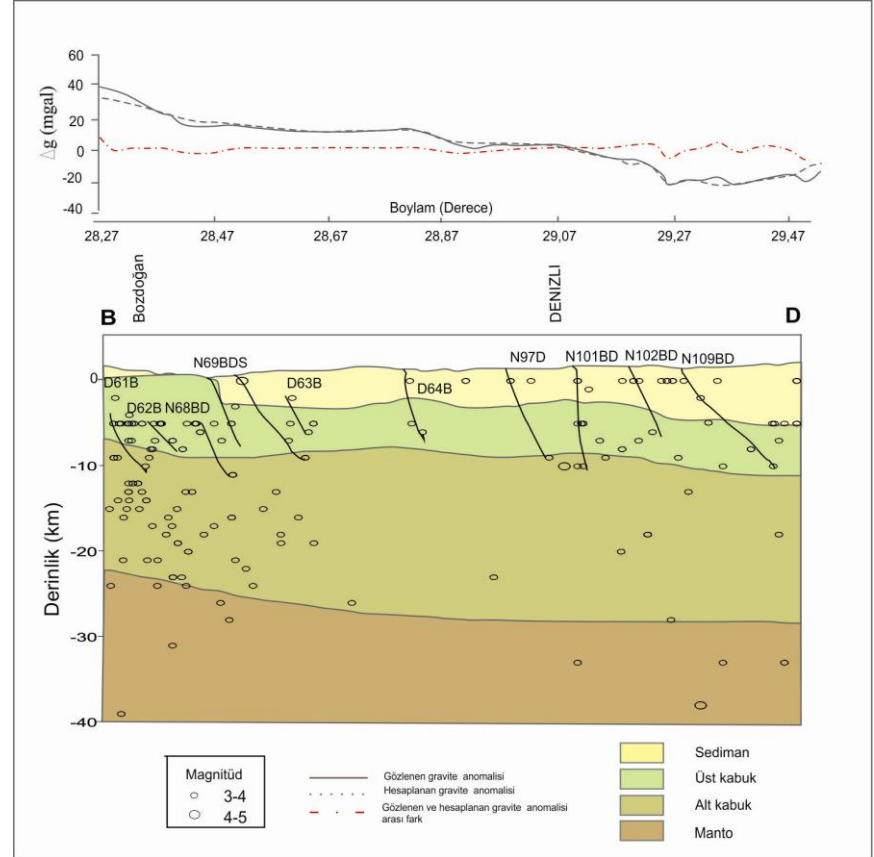 60
40
20
0
-20
-40
Δg (mgal)
Boylam (Derece)
28,27 28,47 28,67 28,87 29,07 29,27 29,47
Bozdoğan
DENIZLI
B D
N69BDS N97D N101BD N102BD N109BD
D61B D63B D64B
D62B N68BD
0
-10
-20
-30
-40
Derinlik (km)
Magnitüd
3-4
4-5
Gözlenen gravite anomalisi
Hesaplanan gravite anomalisi
Gözlenen ve hesaplanan gravite anomalisi
arası fark
Sediman
Üst kabuk
Alt kabuk
Manto